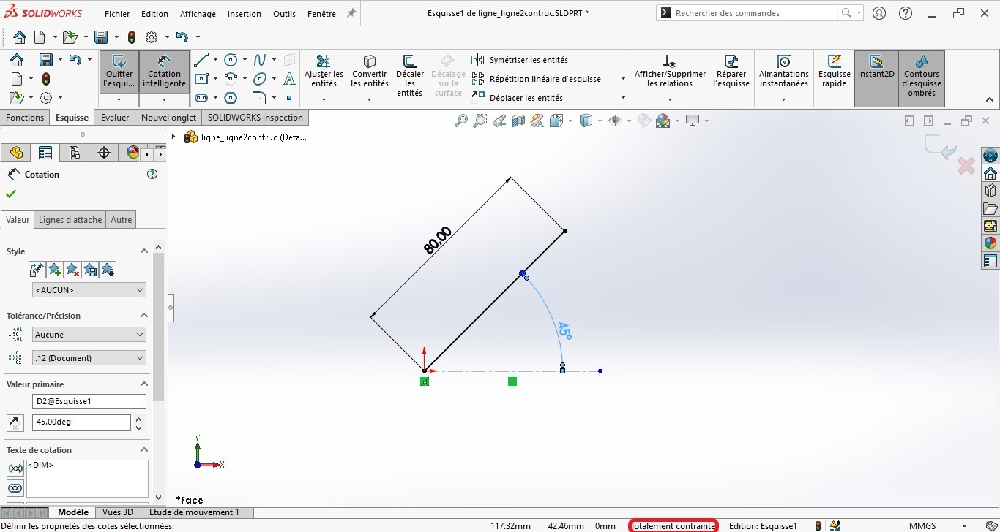 SOLIDWORKS
Fichier Edition Affichage Insertion Outils Fenêtre
Esquisse1 de ligne_ligne2contruc.SLDPRT *
Rechercher des commandes
Quitter l'esqui...
Cotation intelligente
Ajuster les entités
Convertir les entités
Décaler les entités
Décalage sur la surface
Symétriser les entités
Répétition linéaire d'esquisse
Déplacer les entités
Afficher/Supprimer les relations
Réparer l'esquisse
Aimantations instantanées
Esquisse rapide
Instant2D
Contours d'esquisse ombrés
Fonctions Esquisse Evaluer Nouvel onglet SOLIDWORKS Inspection
ligne_ligne2contruc (Défa...
Cotation
Valeur Lignes d'attache Autre
Style
<AUCUN>
Tolérance/Précision
Aucune
.12 (Document)
Valeur primaire
D2@Esquisse1
45.00deg
Texte de cotation
<DIM>
80,00
45°
Y
X
*Face
Modèle Vues 3D Etude de mouvement 1
Définir les propriétés des cotes sélectionnées.
117.32mm 42.46mm 0mm Totalement contrainte Edition: Esquisse1 MMGS